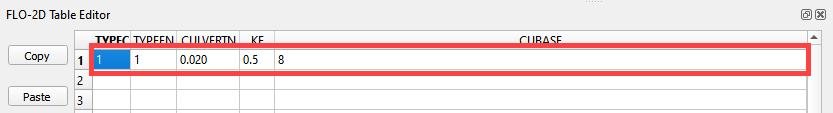 FLO-2D Table Editor
TYPEC TYPEEN CULVERTN KE CUBASE
Copy
1 1 1 0.020 0.5 8
2
Paste
3